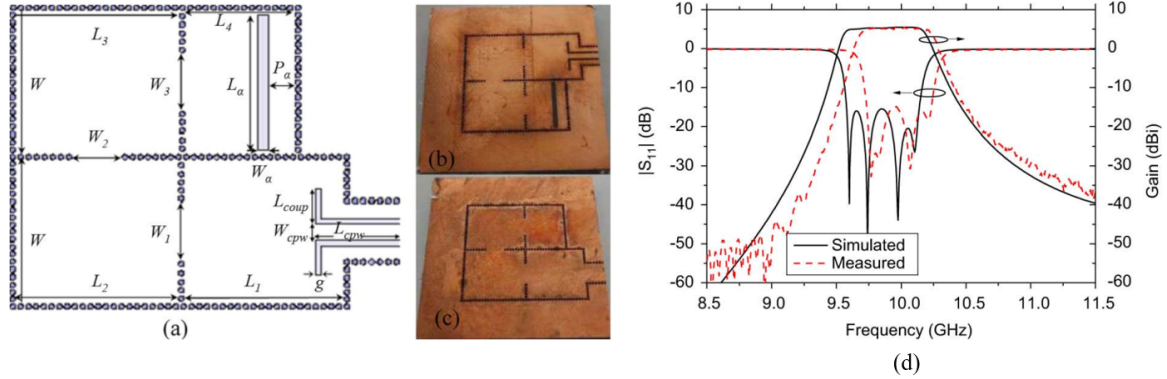 L3
L4
W
W3
Lα
Pα
W2
Wα
Lcoup
W
W1
Wcpw
Lcpw
L2
L1
g
(a)
(b)
(c)
10
5
0
-10
-20
-30
-40
-50
-60
|S11| (dB)
10
5
0
-10
-20
-30
-40
-50
-60
Gain (dBi)
Simulated
Measured
8.5 9.0 9.5 10.0 10.5 11.0 11.5
Frequency (GHz)
(d)